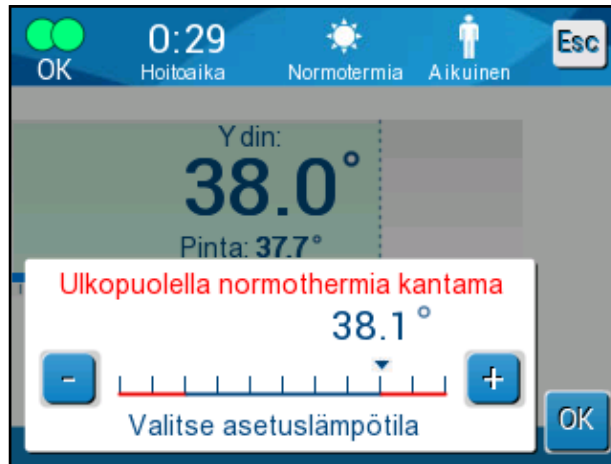 OK
0:29
Hoitoaika
Normotermia
Aikuinen
Esc
Ydin:
38.0°
Pinta: 37.7°
Ulkopuolella normothermia kantama
38.1°
-
+
Valitse asetuslämpötila
OK